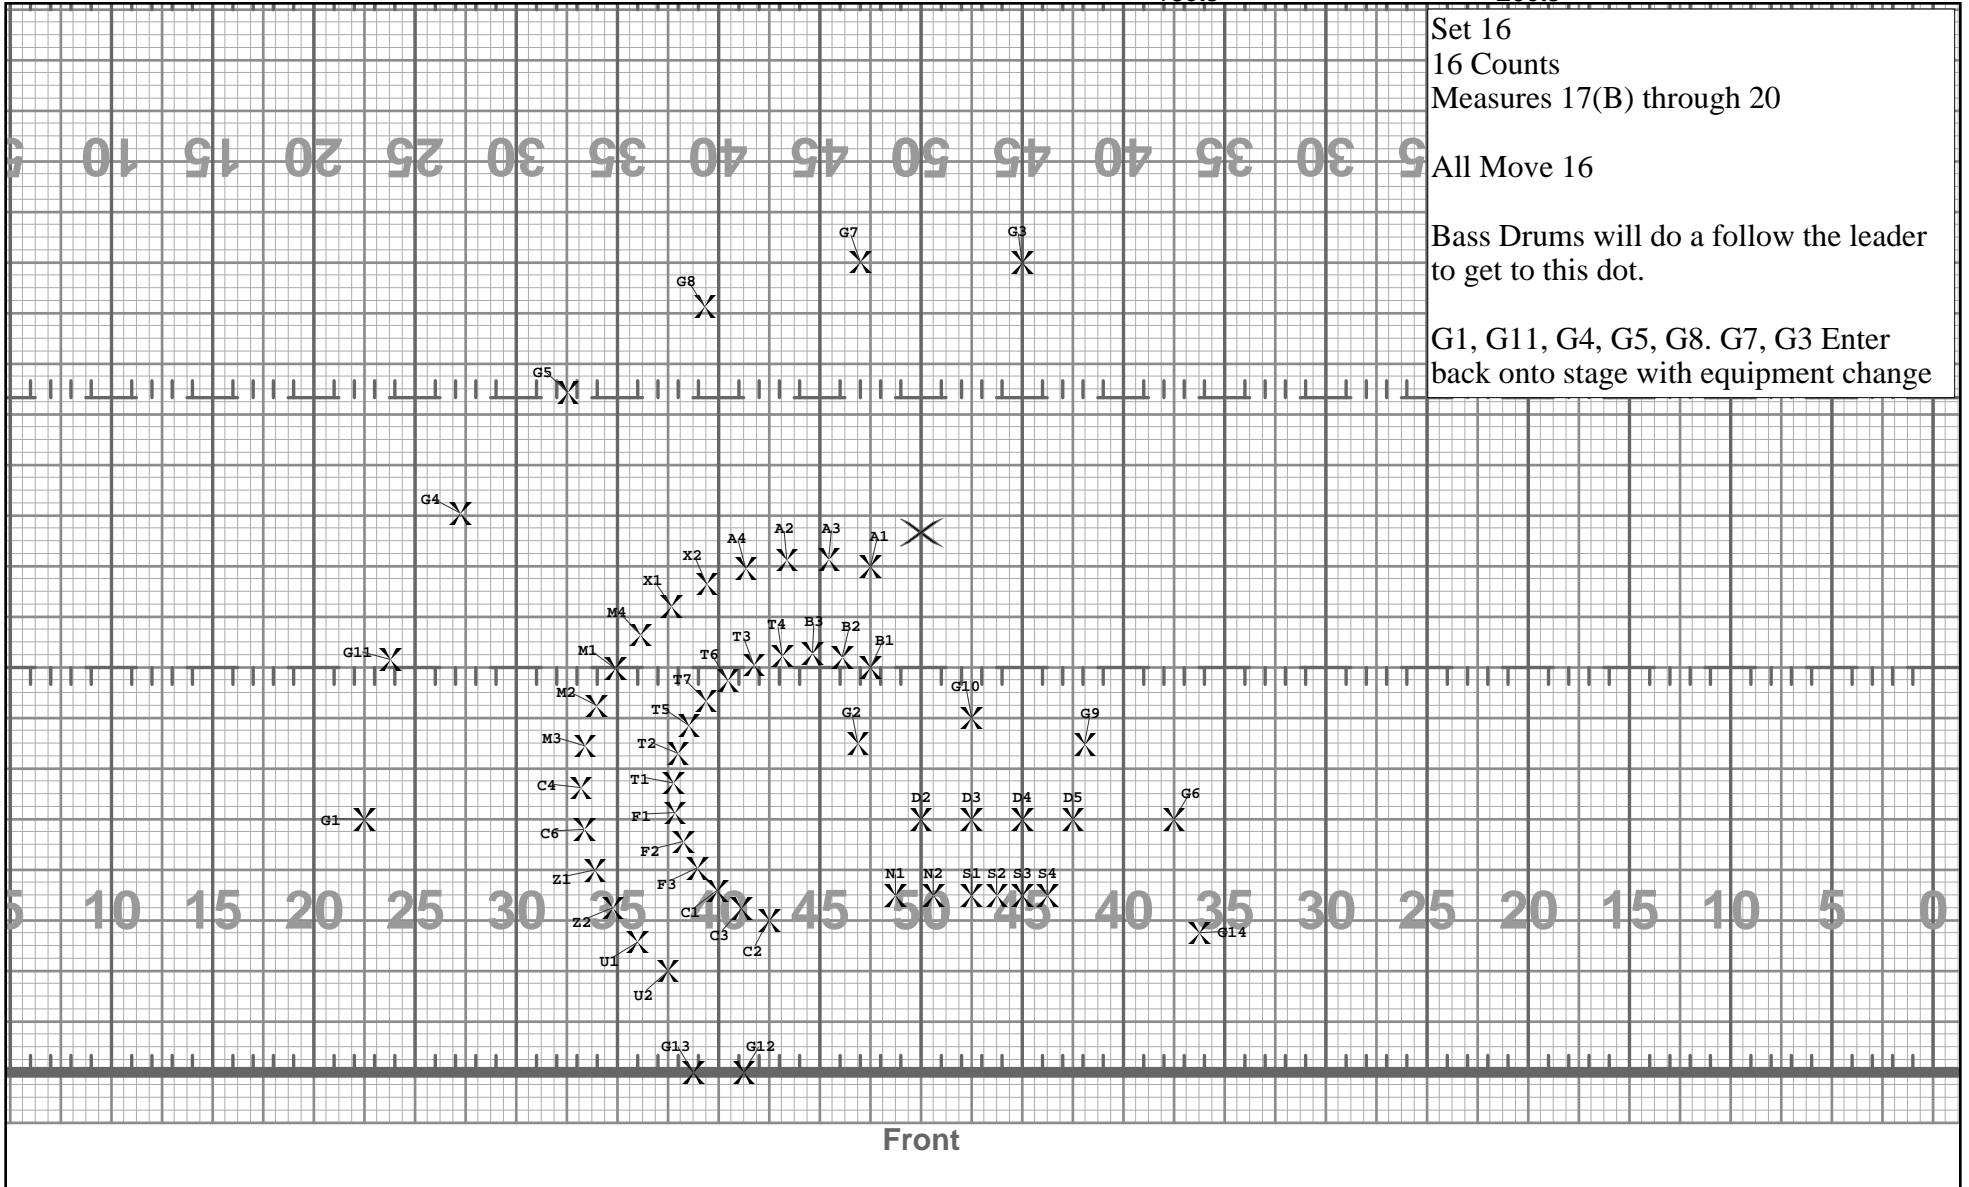 Set 16
16 Counts
Measures 17(B) through 20
All Move 16
Bass Drums will do a follow the leader
to get to this dot.
G1, G11, G4, G5, G8. G7, G3 Enter
back onto stage with equipment change
5 10 15 20 25 30 35 40 45 50 45 40 35 30
G7 G3
G8
G5
G4
A4 A2 A3 A1
X2
X1
M4
T3 T4 B3 B2 B1
G11 M1 T6
T7
M2 G10
T5 G2 G9
M3 T2
C4 T1
D2 D3 D4 D5 G6
G1 F1
C6 F2
Z1 F3
N1 N2 S1 S2 S3 S4
5 10 15 20 25 30 35 40 45 50 45 40 35 30 25 20 15 10 5 0
Z2 C1 C3 C2 G14
U1
U2
G13 G12
Front